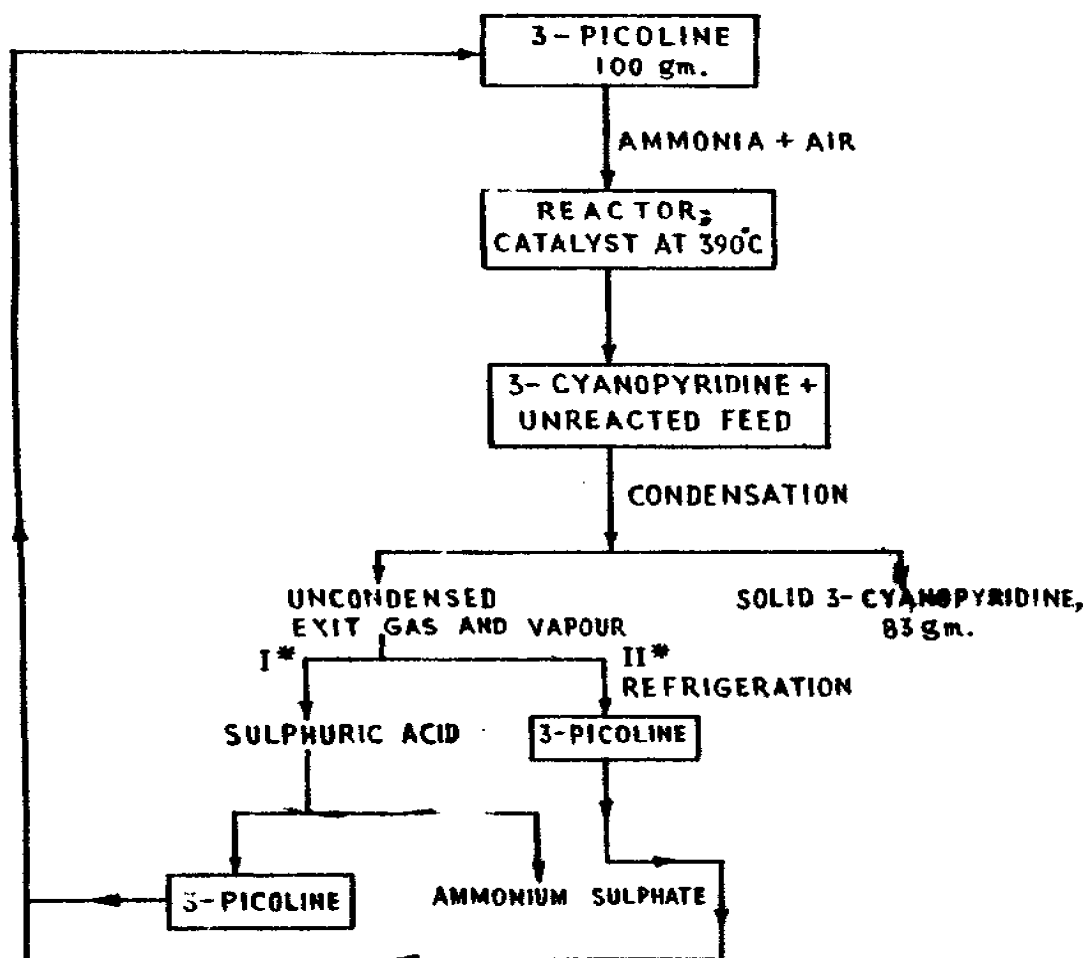 3-PICOLINE
100 gm.
AMMONIA + AIR
REACTOR;
CATALYST AT 390°C
3-CYANOPYRIDINE +
UNREACTED FEED
CONDENSATION
UNCONDENSED
EXIT GAS AND VAPOUR
SOLID 3-CYANOPYRIDINE,
83 gm.
I*
II*
REFRIGERATION
SULPHURIC ACID
3-PICOLINE
3-PICOLINE
AMMONIUM SULPHATE